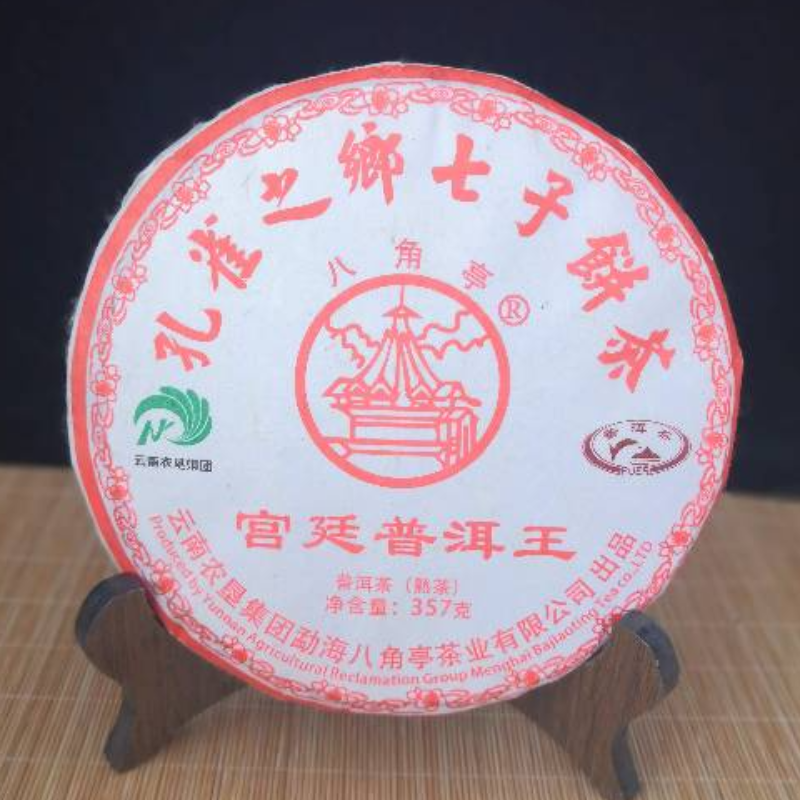 孔雀之鄉七子餅茶
八角亭®
云南农垦集团
普洱茶
宫廷普洱王
普洱茶（熟茶）
净含量：357克
云南农垦集团勐海八角亭茶业有限公司 出品
Produced by Yunnan Agricultural Reclamation Group Menghai Bajiaoting Tea co.,LTD